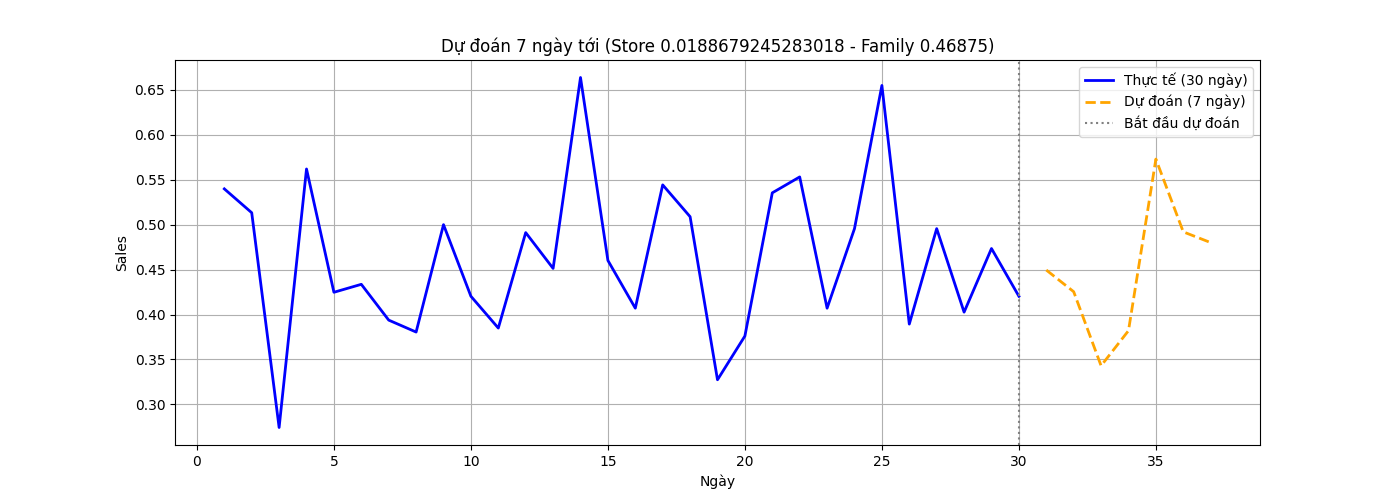 Dự đoán 7 ngày tới (Store 0.0188679245283018 - Family 0.46875)
Thực tế (30 ngày)
Dự đoán (7 ngày)
Bắt đầu dự đoán
Sales
0.65
0.60
0.55
0.50
0.45
0.40
0.35
0.30
0 5 10 15 20 25 30 35
Ngày